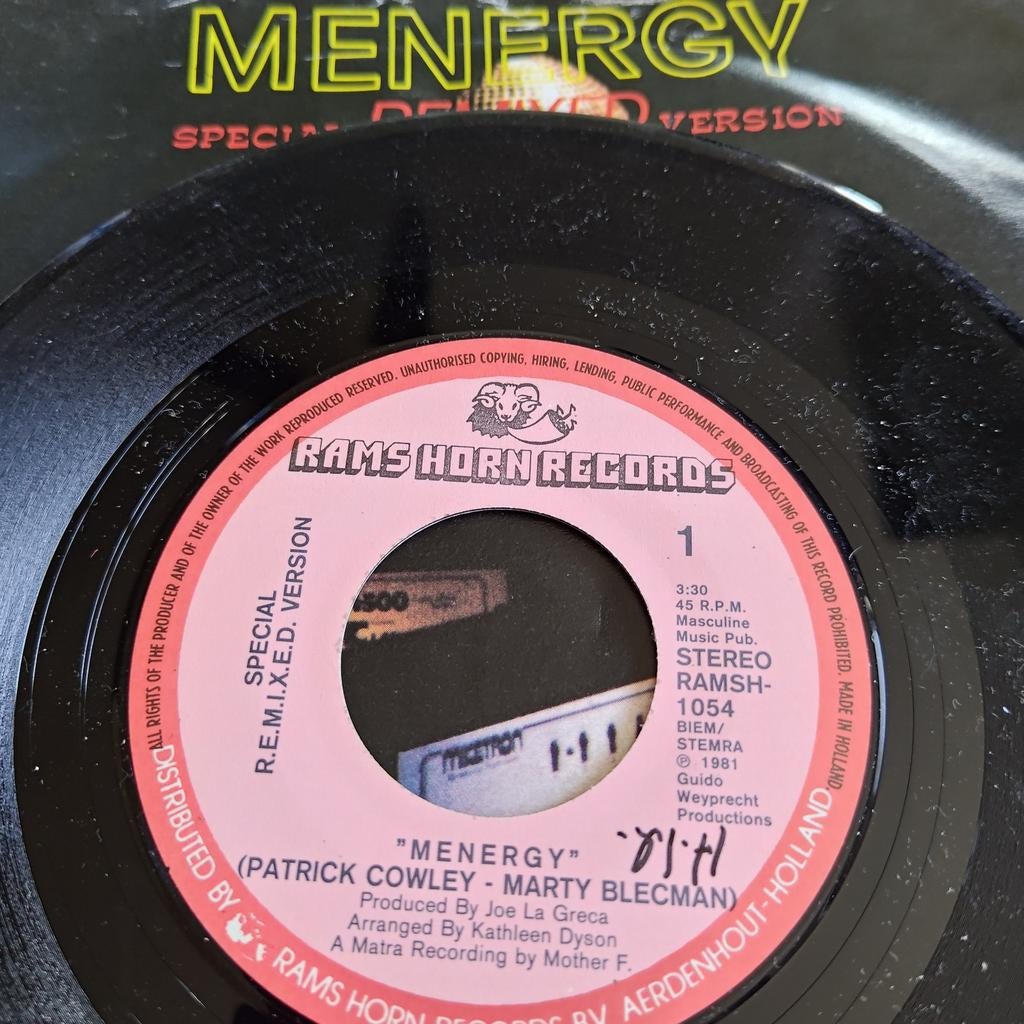 MENERGY
SPECIAL REMIXED VERSION
ALL RIGHTS OF THE PRODUCER AND OF THE OWNER OF THE WORK REPRODUCED RESERVED. UNAUTHORISED COPYING, HIRING, LENDING, PUBLIC PERFORMANCE AND BROADCASTING OF THIS RECORD PROHIBITED. MADE IN HOLLAND
RAMS HORN RECORDS
SPECIAL
R.E.M.I.X.E.D. VERSION
1
3:30
45 R.P.M.
Masculine
Music Pub.
STEREO
RAMSH-
1054
BIEM/
STEMRA
℗ 1981
Guido
Weyprecht
Productions
"MENERGY"
(PATRICK COWLEY - MARTY BLECMAN)
Produced By Joe La Greca
Arranged By Kathleen Dyson
A Matra Recording by Mother F.
DISTRIBUTED BY RAMS HORN RECORDS BV AERDENHOUT-HOLLAND